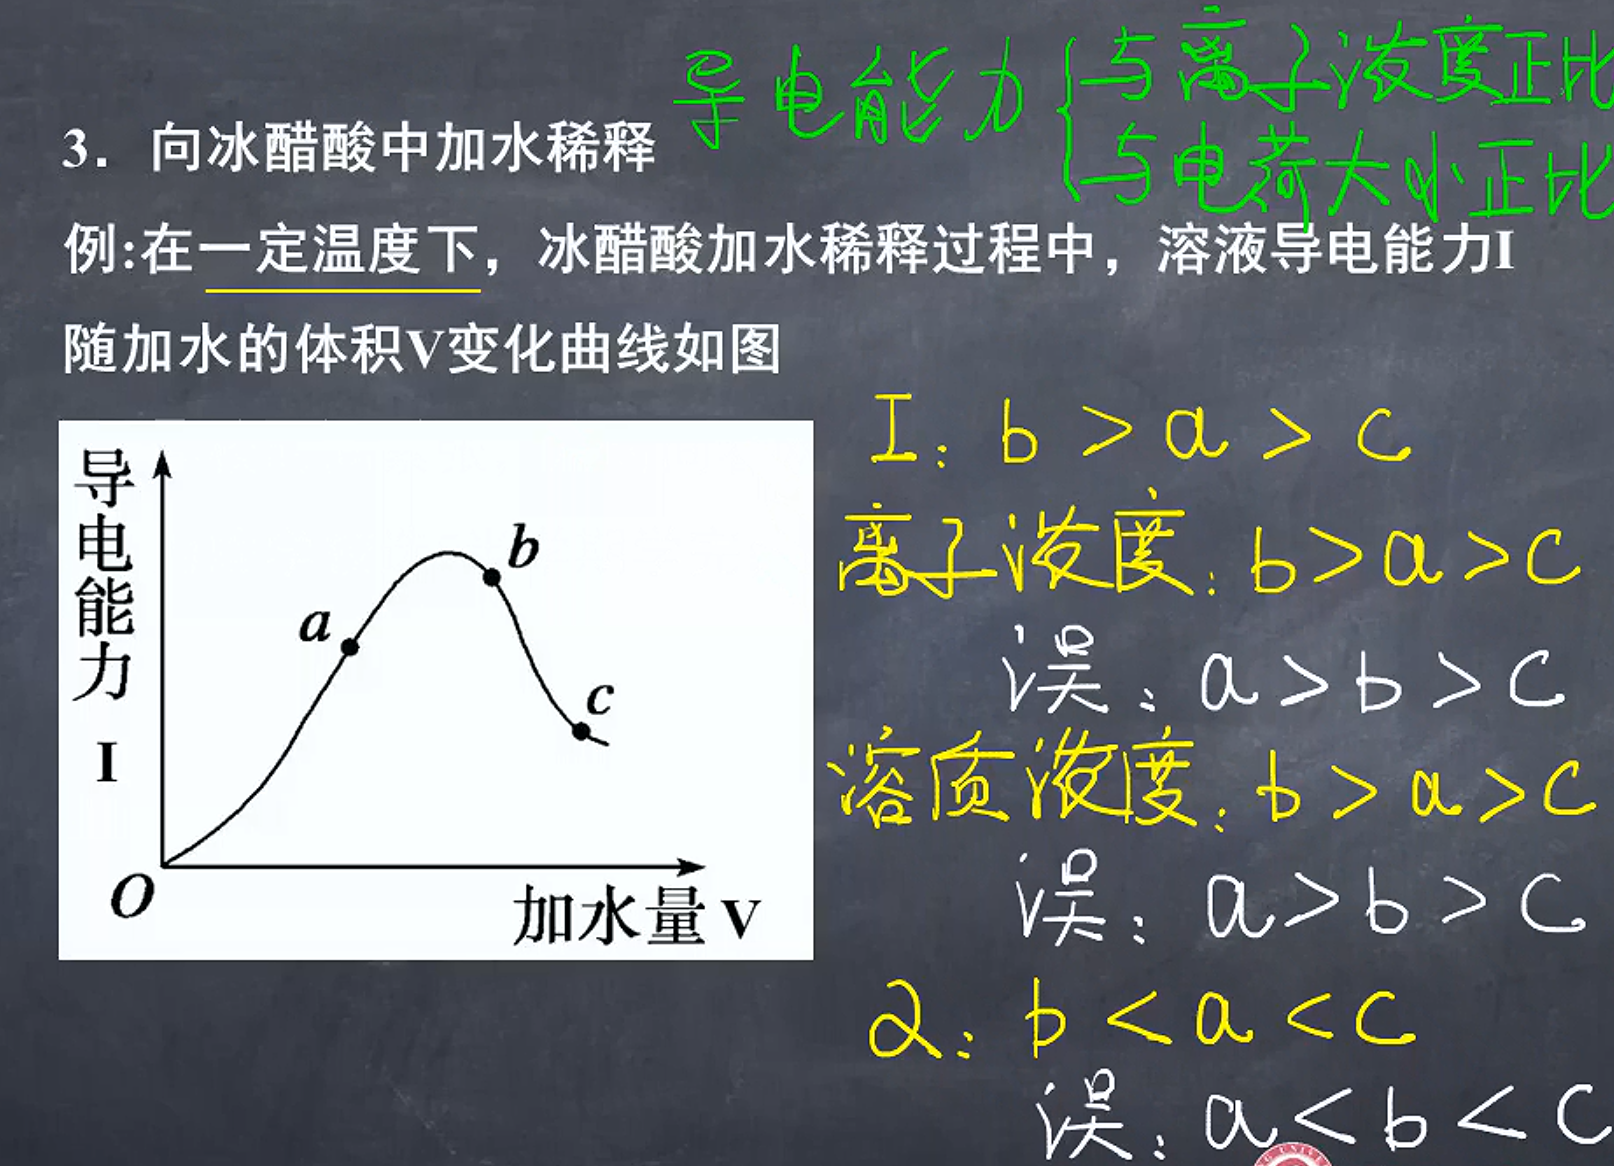 导电能力{与离子浓度正比
与电荷大小正比
3. 向冰醋酸中加水稀释
例:在一定温度下，冰醋酸加水稀释过程中，溶液导电能力I
随加水的体积V变化曲线如图
导电能力 I
a
b
c
O
加水量 V
I: b > a > c
离子浓度: b > a > c
误: a > b > c
溶质浓度: b > a > c
误: a > b > c
α: b < a < c
误: a < b < c